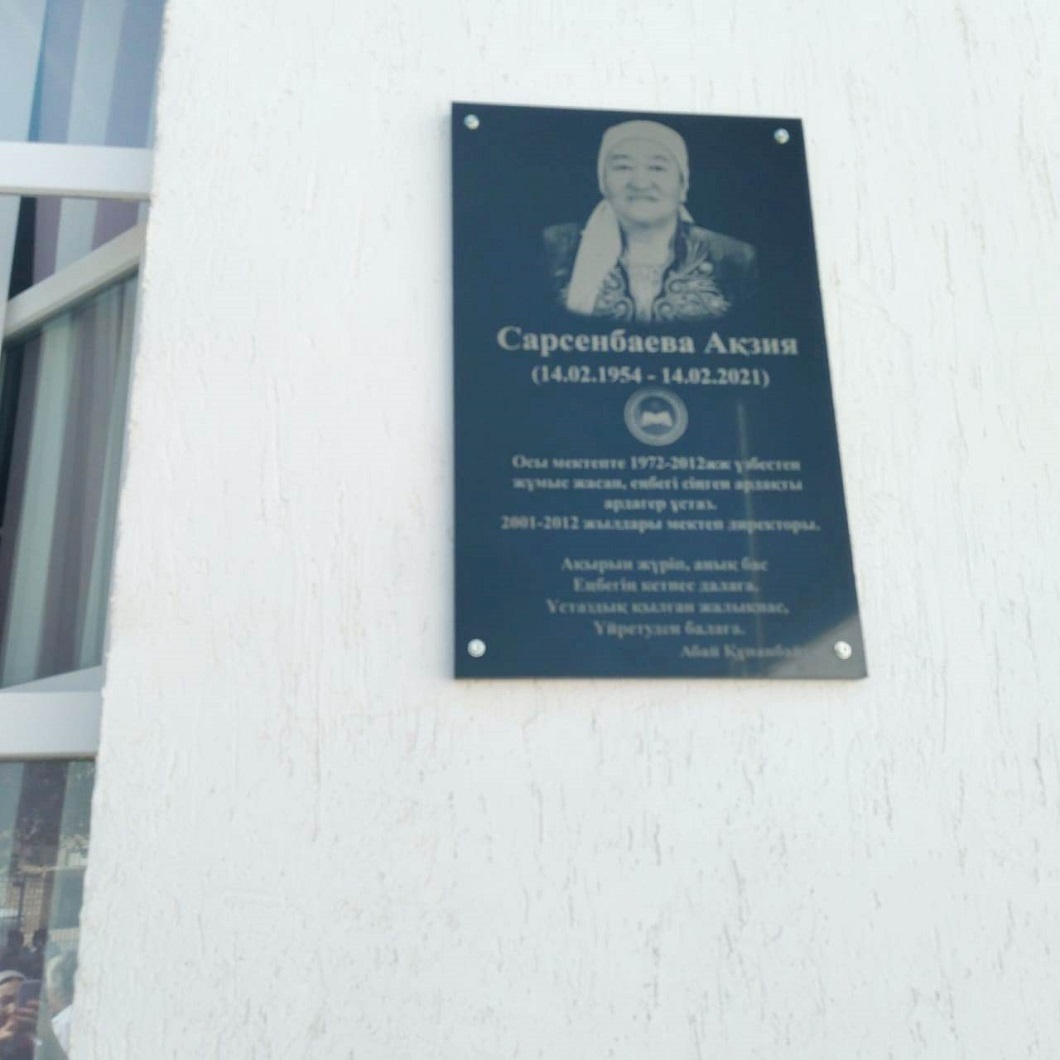 Сарсенбаева Ақзия
(14.02.1954 - 14.02.2021)
Осы мектепте 1972-2012жж үзбестен
жұмыс жасап, еңбегі сіңген ардақты
ардагер ұстаз.
2001-2012 жылдары мектеп директоры.
Ақырын жүріп, анық бас
Еңбегің кетпес далаға,
Ұстаздық қылған жалықпас,
Үйретуден балаға.
Абай